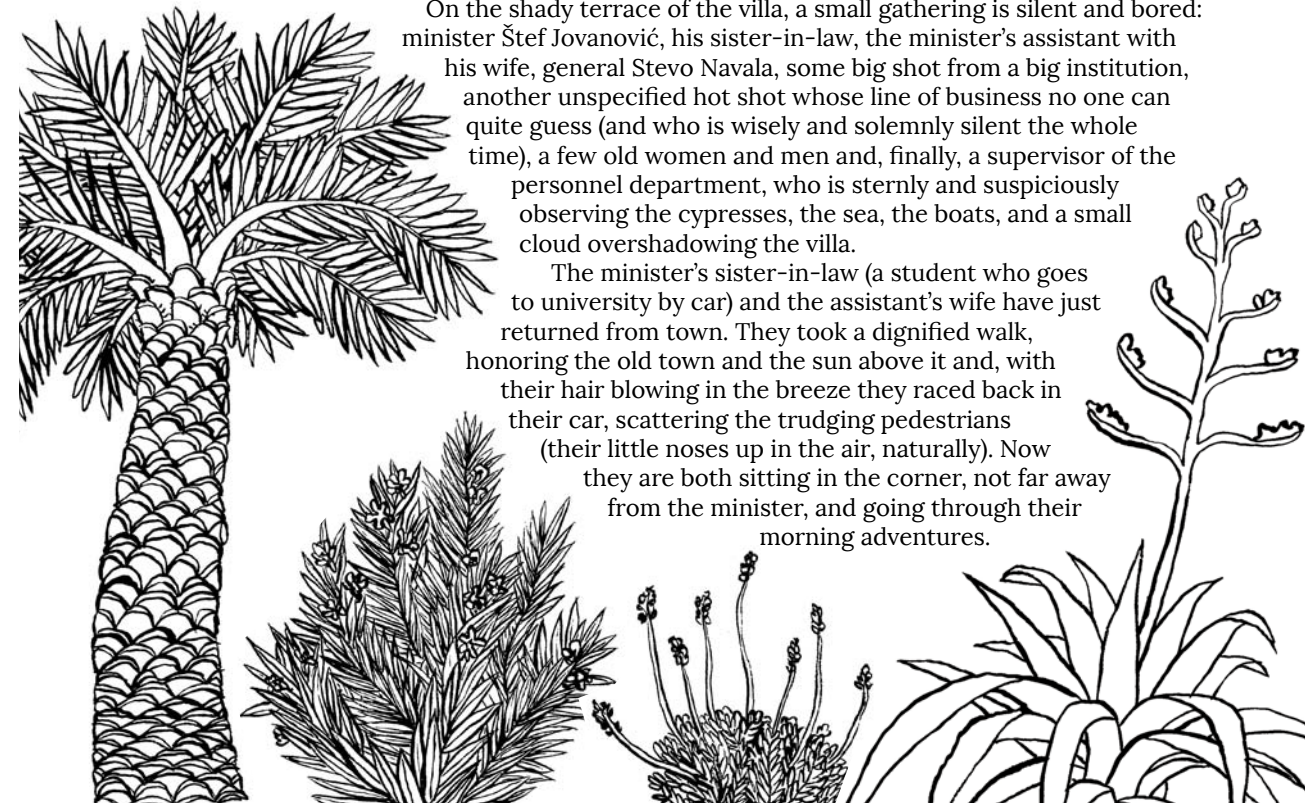 On the shady terrace of the villa, a small gathering is silent and bored:
minister Štef Jovanović, his sister-in-law, the minister’s assistant with
his wife, general Stevo Navala, some big shot from a big institution,
another unspecified hot shot whose line of business no one can
quite guess (and who is wisely and solemnly silent the whole
time), a few old women and men and, finally, a supervisor of the
personnel department, who is sternly and suspiciously
observing the cypresses, the sea, the boats, and a small
cloud overshadowing the villa.
The minister’s sister-in-law (a student who goes
to university by car) and the assistant’s wife have just
returned from town. They took a dignified walk,
honoring the old town and the sun above it and, with
their hair blowing in the breeze they raced back in
their car, scattering the trudging pedestrians
(their little noses up in the air, naturally). Now
they are both sitting in the corner, not far away
from the minister, and going through their
morning adventures.